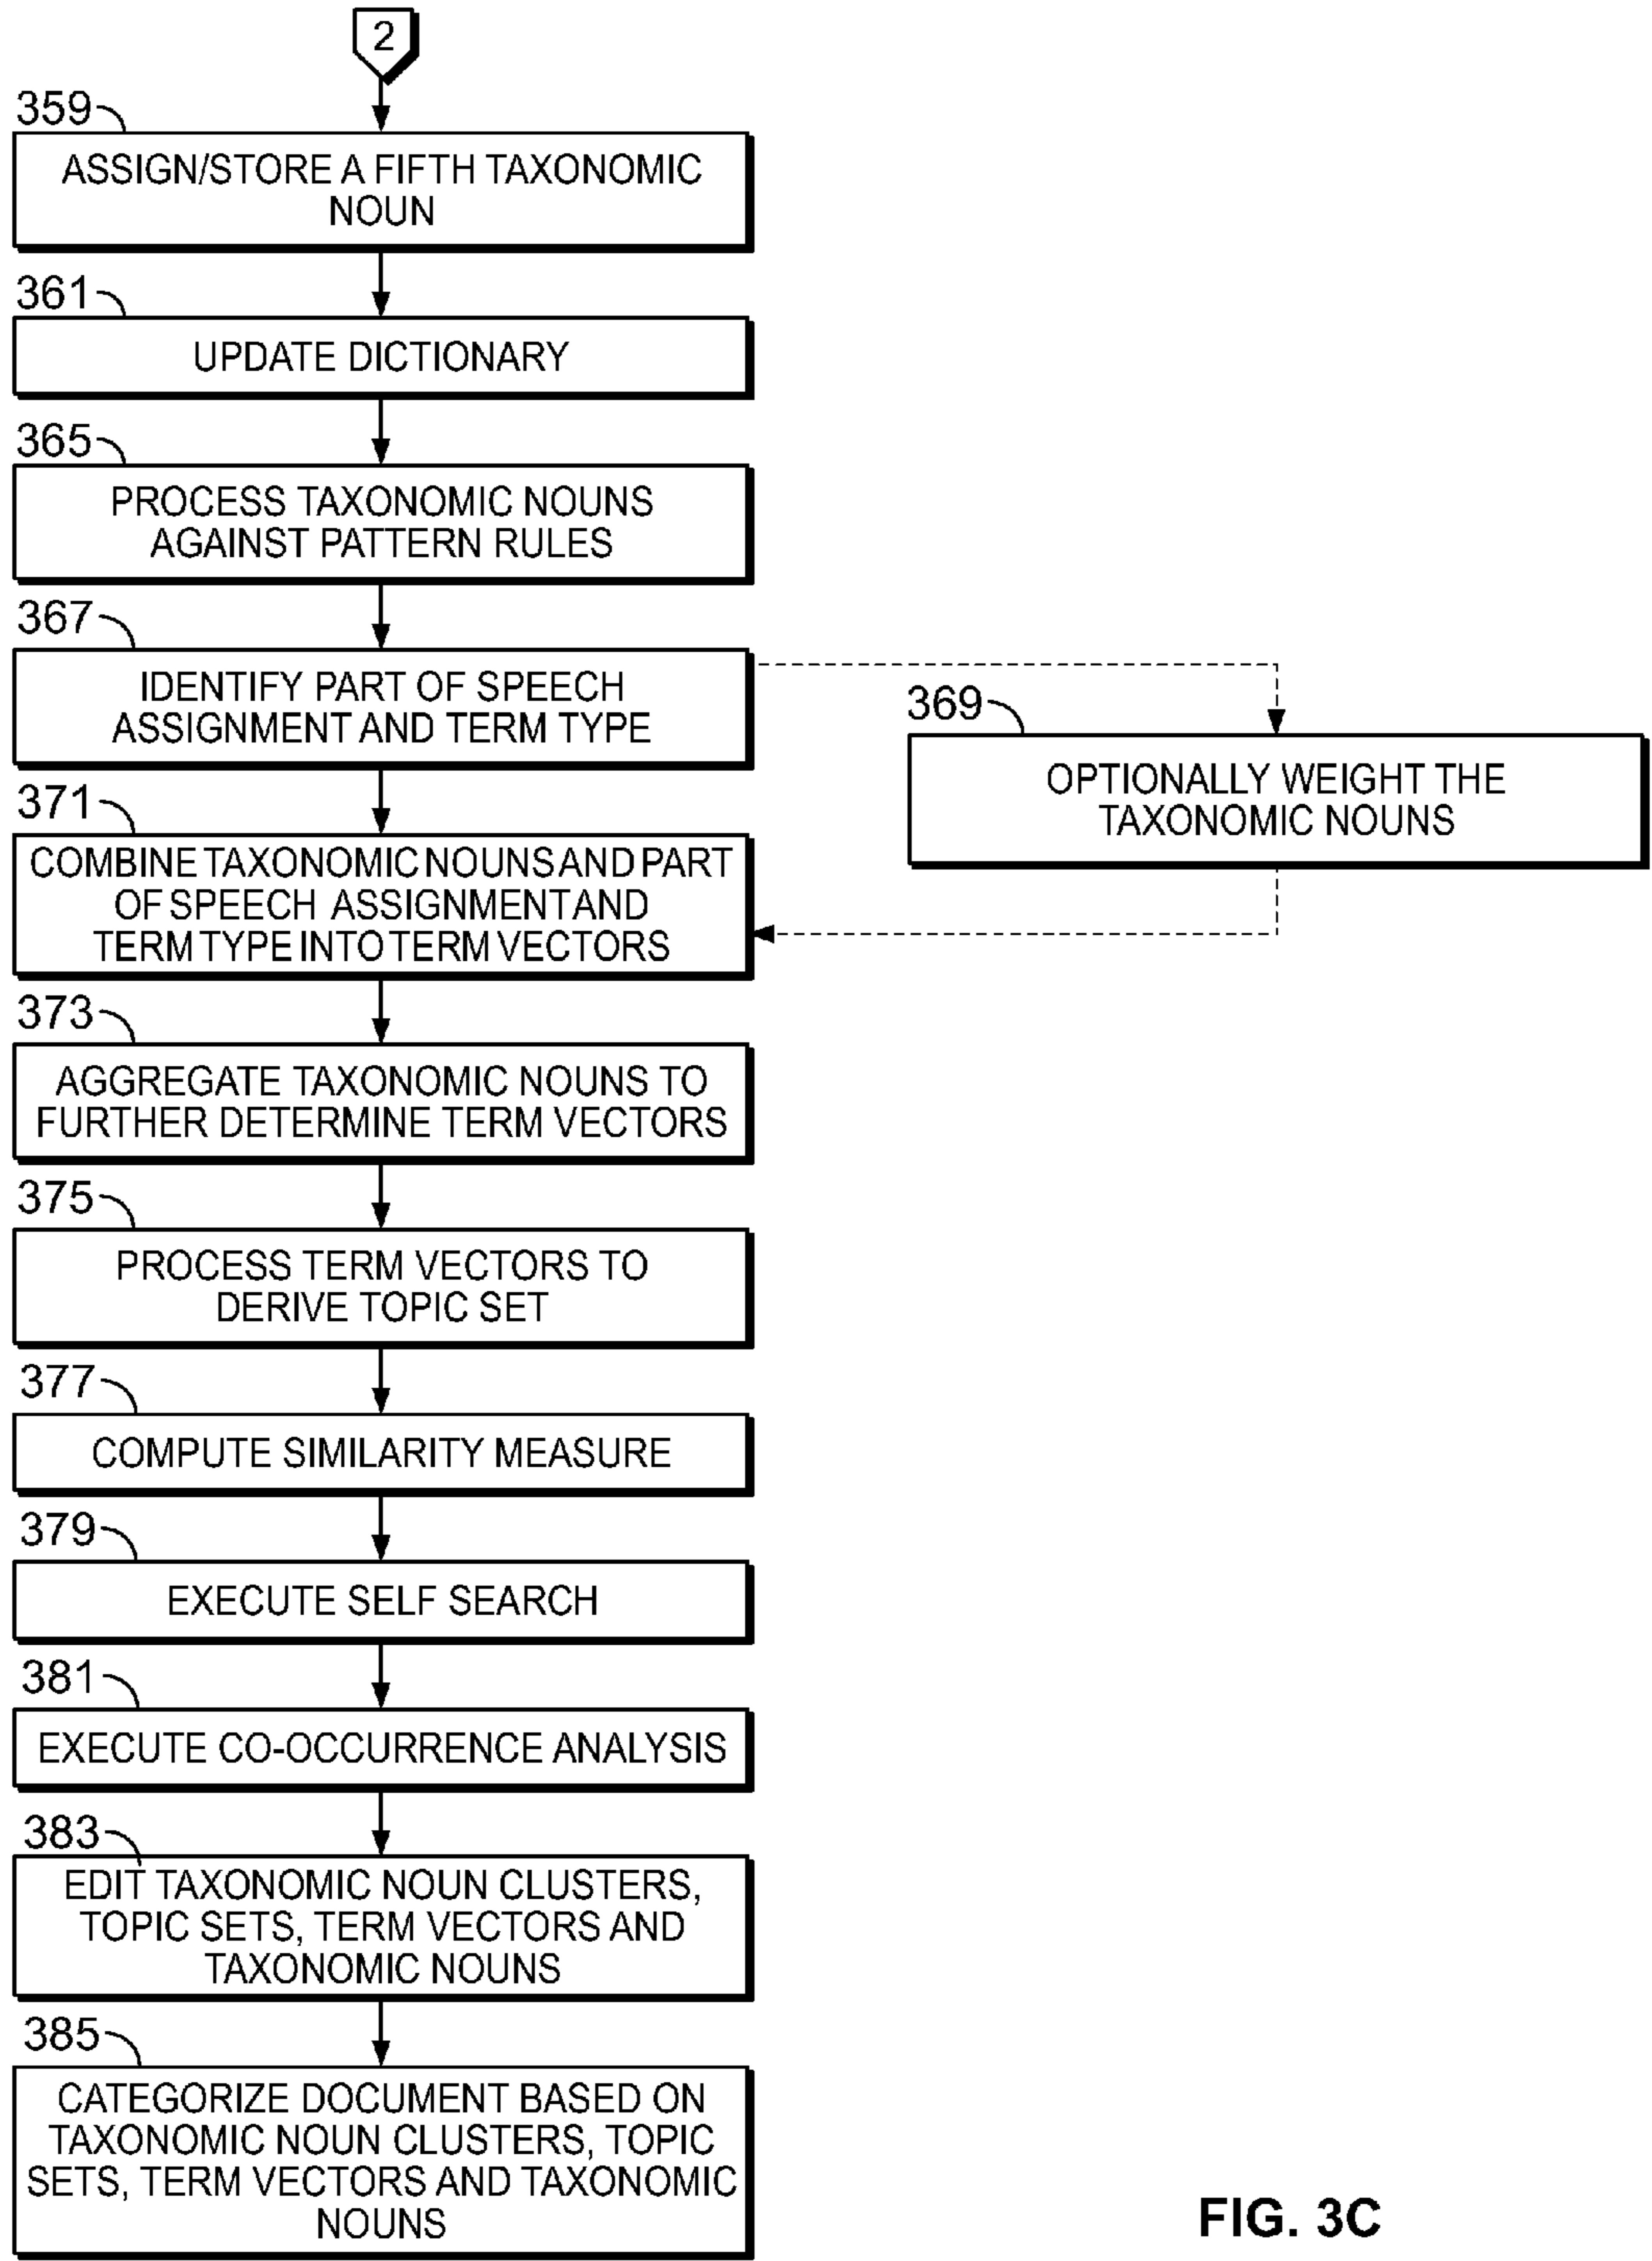 2
359
ASSIGN/STORE A FIFTH TAXONOMIC
NOUN
361
UPDATE DICTIONARY
365
PROCESS TAXONOMIC NOUNS
AGAINST PATTERN RULES
367
IDENTIFY PART OF SPEECH
ASSIGNMENT AND TERM TYPE
369
OPTIONALLY WEIGHT THE
TAXONOMIC NOUNS
371
COMBINE TAXONOMIC NOUNS AND PART
OF SPEECH ASSIGNMENT AND
TERM TYPE INTO TERM VECTORS
373
AGGREGATE TAXONOMIC NOUNS TO
FURTHER DETERMINE TERM VECTORS
375
PROCESS TERM VECTORS TO
DERIVE TOPIC SET
377
COMPUTE SIMILARITY MEASURE
379
EXECUTE SELF SEARCH
381
EXECUTE CO-OCCURRENCE ANALYSIS
383
EDIT TAXONOMIC NOUN CLUSTERS,
TOPIC SETS, TERM VECTORS AND
TAXONOMIC NOUNS
385
CATEGORIZE DOCUMENT BASED ON
TAXONOMIC NOUN CLUSTERS, TOPIC
SETS, TERM VECTORS AND TAXONOMIC
NOUNS
FIG. 3C